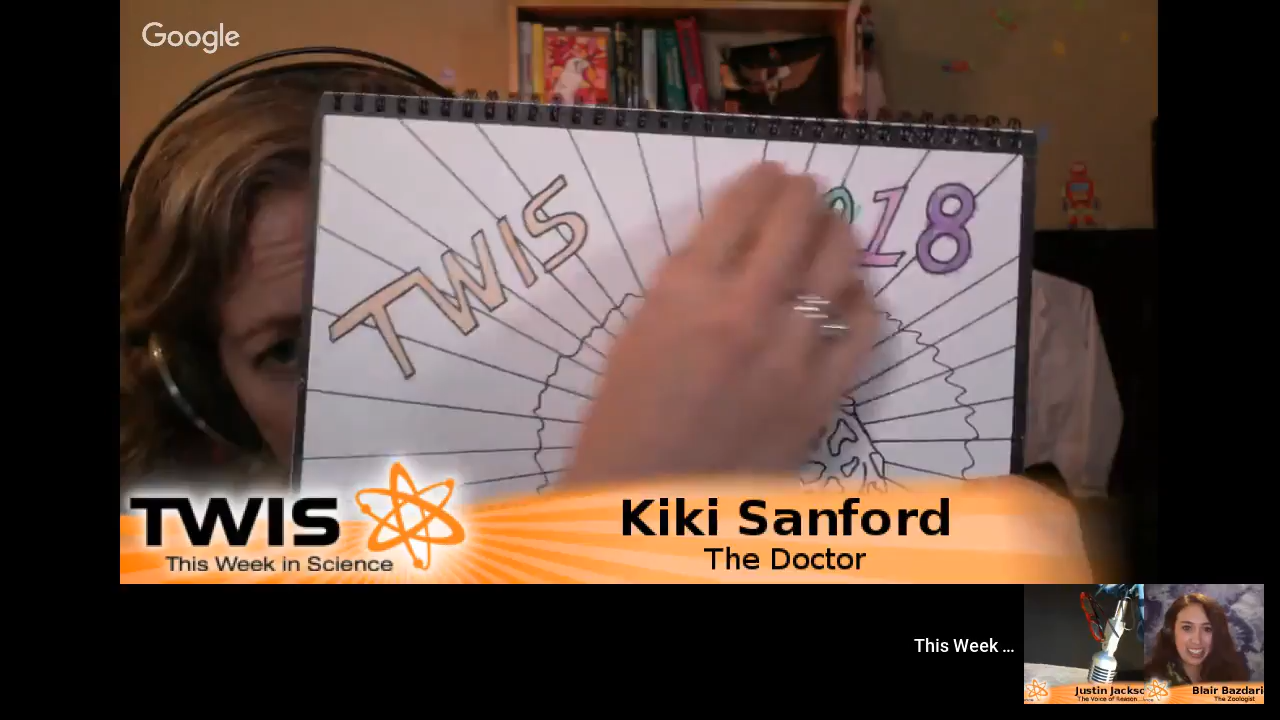 Google
TWIS
18
TWIS
This Week in Science
Kiki Sanford
The Doctor
This Week ...
Justin Jacksc
The Voice of Reason
Blair Bazdari
The Zoologist